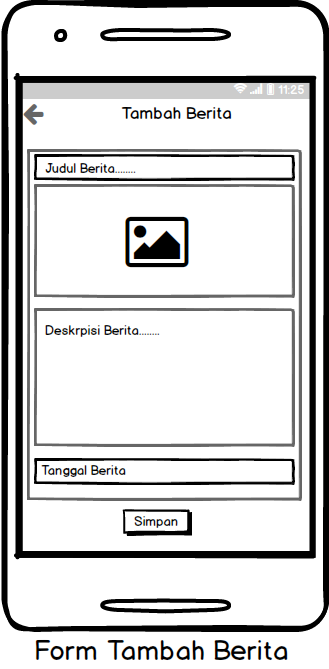 11:25
Tambah Berita
Judul Berita........
Deskrpisi Berita........
Tanggal Berita
Simpan
Form Tambah Berita